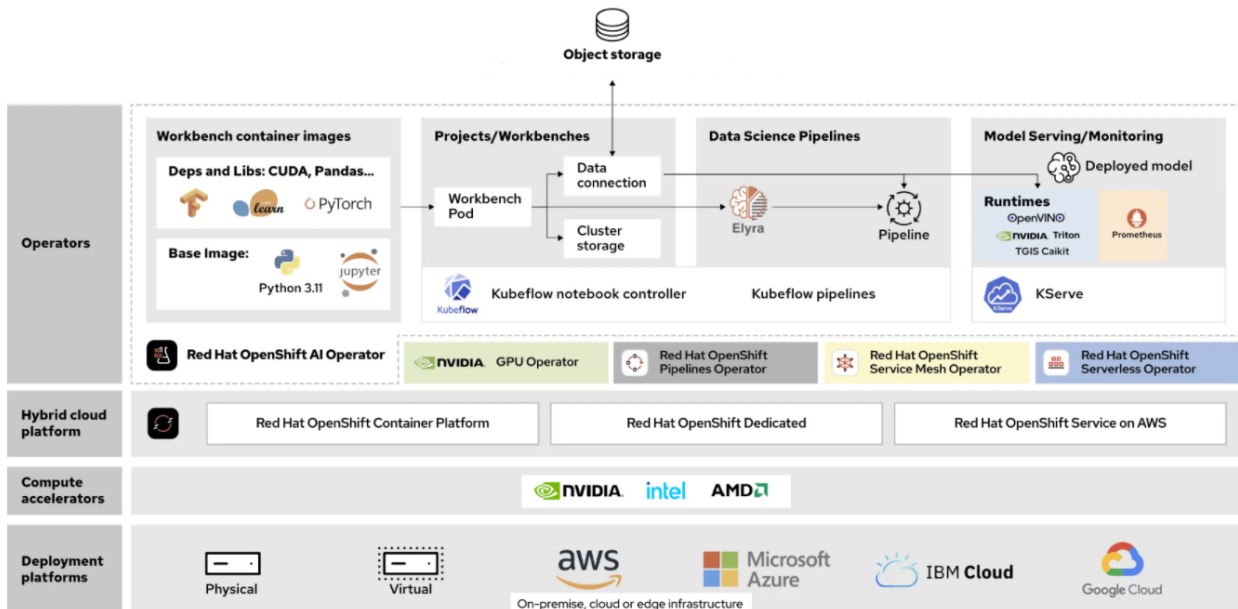 Object storage
Operators
Workbench container images
Deps and Libs: CUDA, Pandas...
learn
PyTorch
Base Image:
Python 3.11
jupyter
Projects/Workbenches
Workbench
Pod
Data
connection
Cluster
storage
Data Science Pipelines
Elyra
Pipeline
Model Serving/Monitoring
Deployed model
Runtimes
OpenVINO
NVIDIA Triton
TGIS Caikit
Prometheus
Kubeflow
Kubeflow notebook controller
Kubeflow pipelines
KServe
KServe
Red Hat OpenShift AI Operator
NVIDIA. GPU Operator
Red Hat OpenShift
Pipelines Operator
Red Hat OpenShift
Service Mesh Operator
Red Hat OpenShift
Serverless Operator
Hybrid cloud
platform
Red Hat OpenShift Container Platform
Red Hat OpenShift Dedicated
Red Hat OpenShift Service on AWS
Compute
accelerators
NVIDIA.
intel
AMD
Deployment
platforms
Physical
Virtual
aws
Microsoft
Azure
IBM Cloud
Google Cloud
On-premise, cloud or edge infrastructure